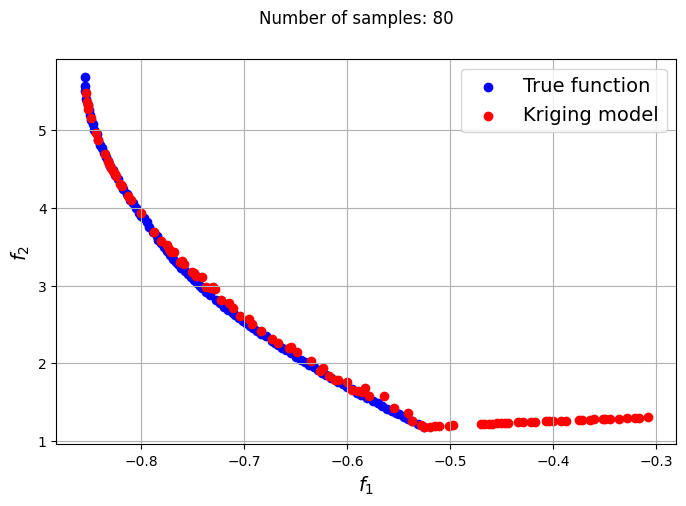 Number of samples: 80
True function
Kriging model
5
4
3
2
1
f₂
−0.8 −0.7 −0.6 −0.5 −0.4 −0.3
f₁